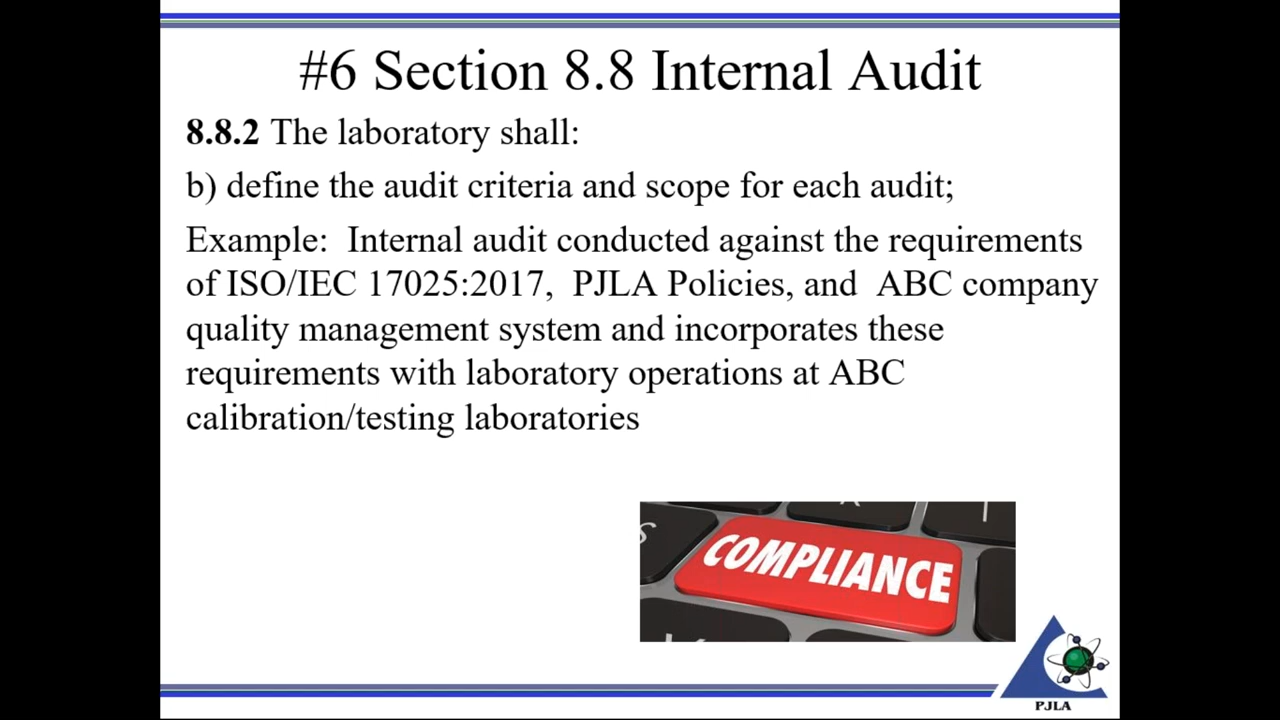 #6 Section 8.8 Internal Audit
8.8.2 The laboratory shall:
b) define the audit criteria and scope for each audit;
Example: Internal audit conducted against the requirements
of ISO/IEC 17025:2017, PJLA Policies, and ABC company
quality management system and incorporates these
requirements with laboratory operations at ABC
calibration/testing laboratories
COMPLIANCE
PJLA